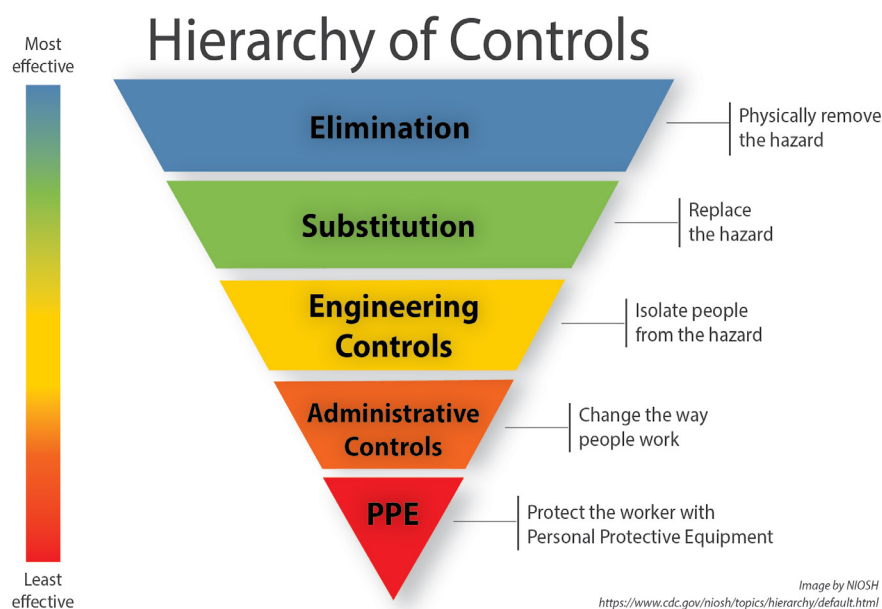 Hierarchy of Controls
Most
effective
Elimination
Physically remove
the hazard
Substitution
Replace
the hazard
Engineering
Controls
Isolate people
from the hazard
Administrative
Controls
Change the way
people work
PPE
Protect the worker with
Personal Protective Equipment
Least
effective
Image by NIOSH
https://www.cdc.gov/niosh/topics/hierarchy/default.html